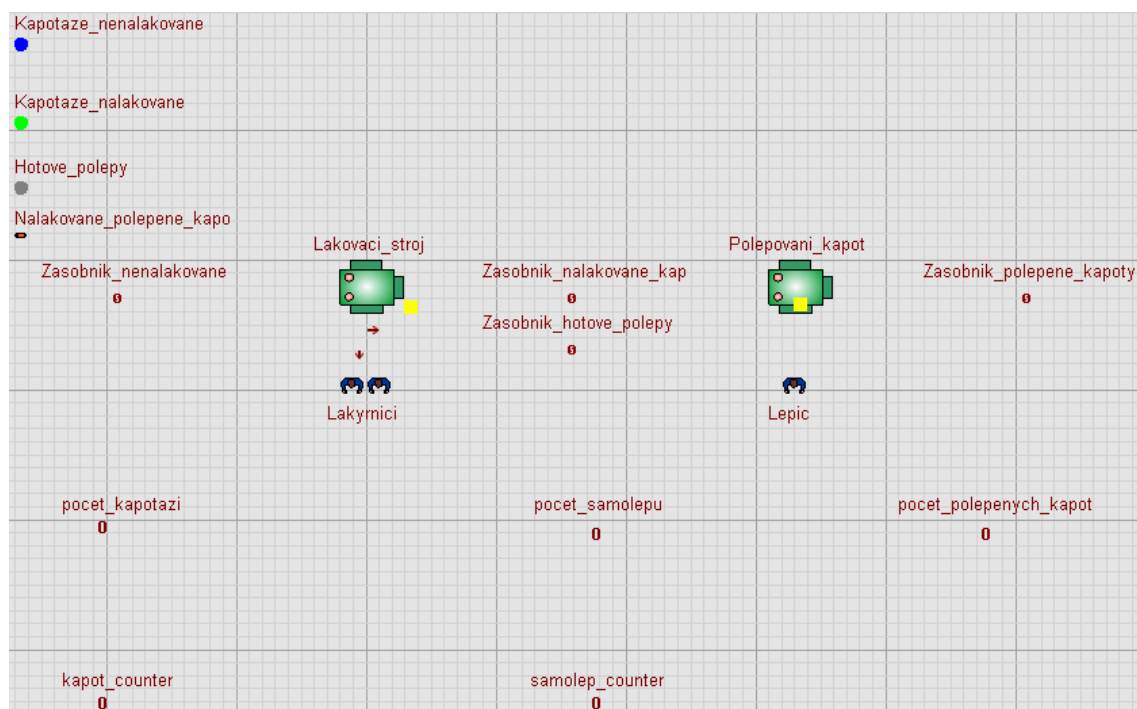 Kapotaze_nenalakovane
Kapotaze_nalakovane
Hotove_polepy
Nalakovane_polepene_kapo
Lakovaci_stroj
Polepovani_kapot
Zasobnik_nenalakovane
Zasobnik_nalakovane_kap
Zasobnik_polepene_kapoty
0
0
0
Zasobnik_hotove_polepy
0
Lakyrnici
Lepic
pocet_kapotazi
pocet_samolepu
pocet_polepenych_kapot
0
0
0
kapot_counter
samolep_counter
0
0